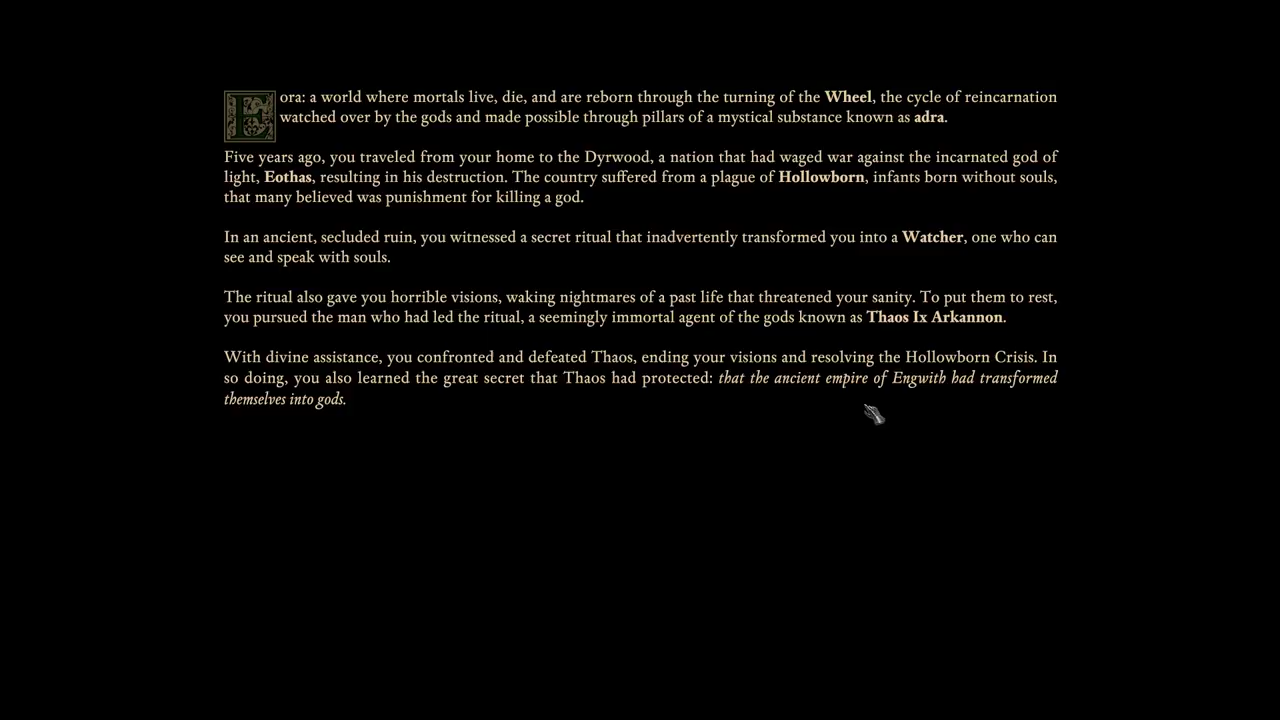 Eora: a world where mortals live, die, and are reborn through the turning of the Wheel, the cycle of reincarnation
watched over by the gods and made possible through pillars of a mystical substance known as adra.
Five years ago, you traveled from your home to the Dyrwood, a nation that had waged war against the incarnated god of
light, Eothas, resulting in his destruction. The country suffered from a plague of Hollowborn, infants born without souls,
that many believed was punishment for killing a god.
In an ancient, secluded ruin, you witnessed a secret ritual that inadvertently transformed you into a Watcher, one who can
see and speak with souls.
The ritual also gave you horrible visions, waking nightmares of a past life that threatened your sanity. To put them to rest,
you pursued the man who had led the ritual, a seemingly immortal agent of the gods known as Thaos Ix Arkannon.
With divine assistance, you confronted and defeated Thaos, ending your visions and resolving the Hollowborn Crisis. In
so doing, you also learned the great secret that Thaos had protected: that the ancient empire of Engwith had transformed
themselves into gods.